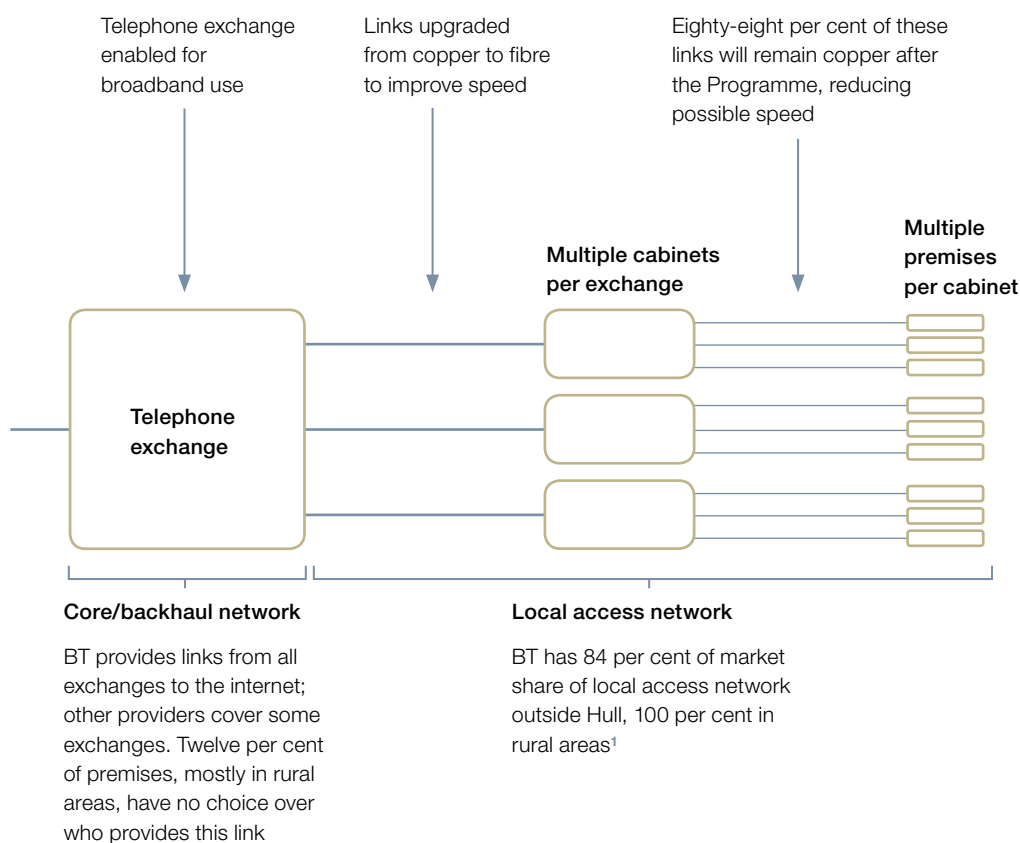 Telephone exchange
enabled for
broadband use
Links upgraded
from copper to fibre
to improve speed
Eighty-eight per cent of these
links will remain copper after
the Programme, reducing
possible speed
Multiple cabinets
per exchange
Multiple
premises
per cabinet
Telephone
exchange
Core/backhaul network
BT provides links from all
exchanges to the internet;
other providers cover some
exchanges. Twelve per cent
of premises, mostly in rural
areas, have no choice over
who provides this link
Local access network
BT has 84 per cent of market
share of local access network
outside Hull, 100 per cent in
rural areas¹